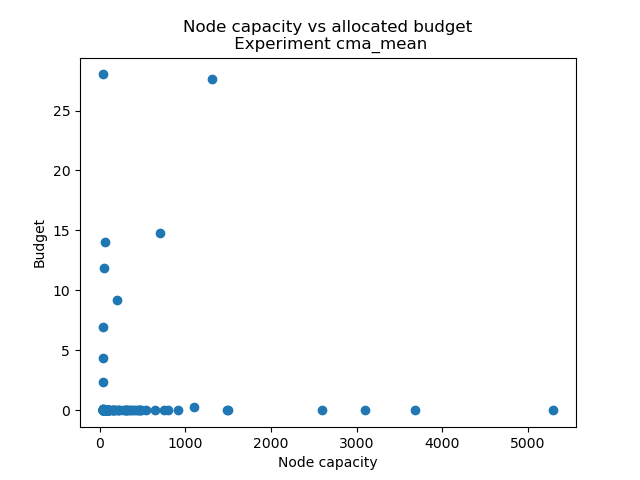 Node capacity vs allocated budget
Experiment cma_mean
25
20
15
10
5
0
Budget
0 1000 2000 3000 4000 5000
Node capacity